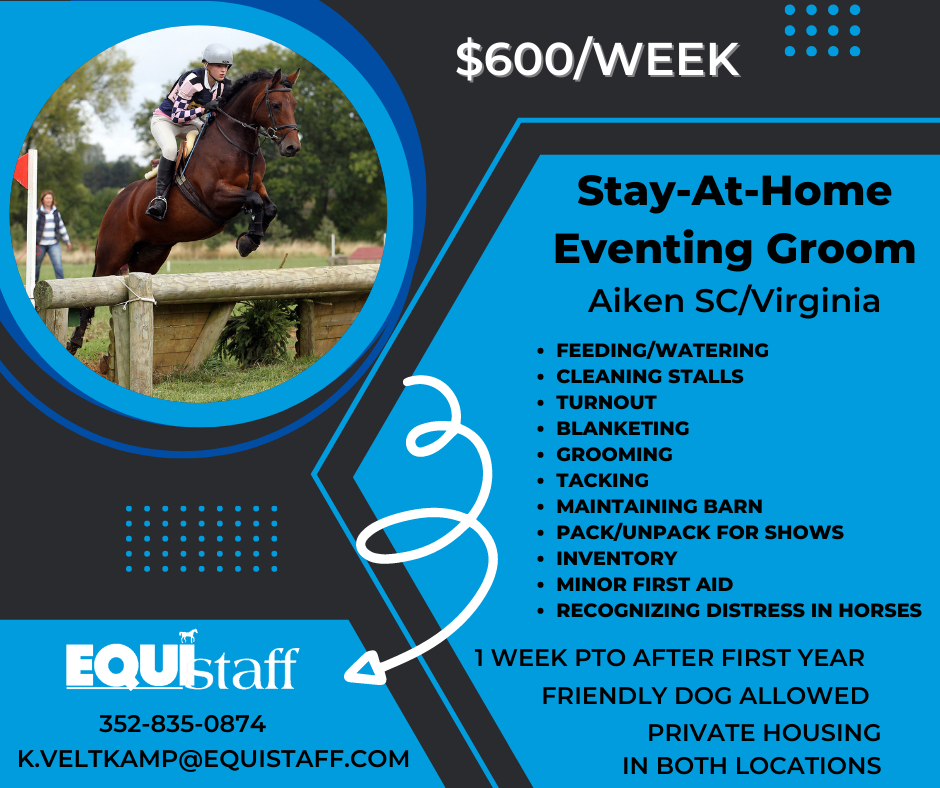 $600/WEEK
Stay-At-Home
Eventing Groom
Aiken SC/Virginia
• FEEDING/WATERING
• CLEANING STALLS
• TURNOUT
• BLANKETING
• GROOMING
• TACKING
• MAINTAINING BARN
• PACK/UNPACK FOR SHOWS
• INVENTORY
• MINOR FIRST AID
• RECOGNIZING DISTRESS IN HORSES
1 WEEK PTO AFTER FIRST YEAR
FRIENDLY DOG ALLOWED
PRIVATE HOUSING
IN BOTH LOCATIONS
EQUIstaff
352-835-0874
K.VELTKAMP@EQUISTAFF.COM